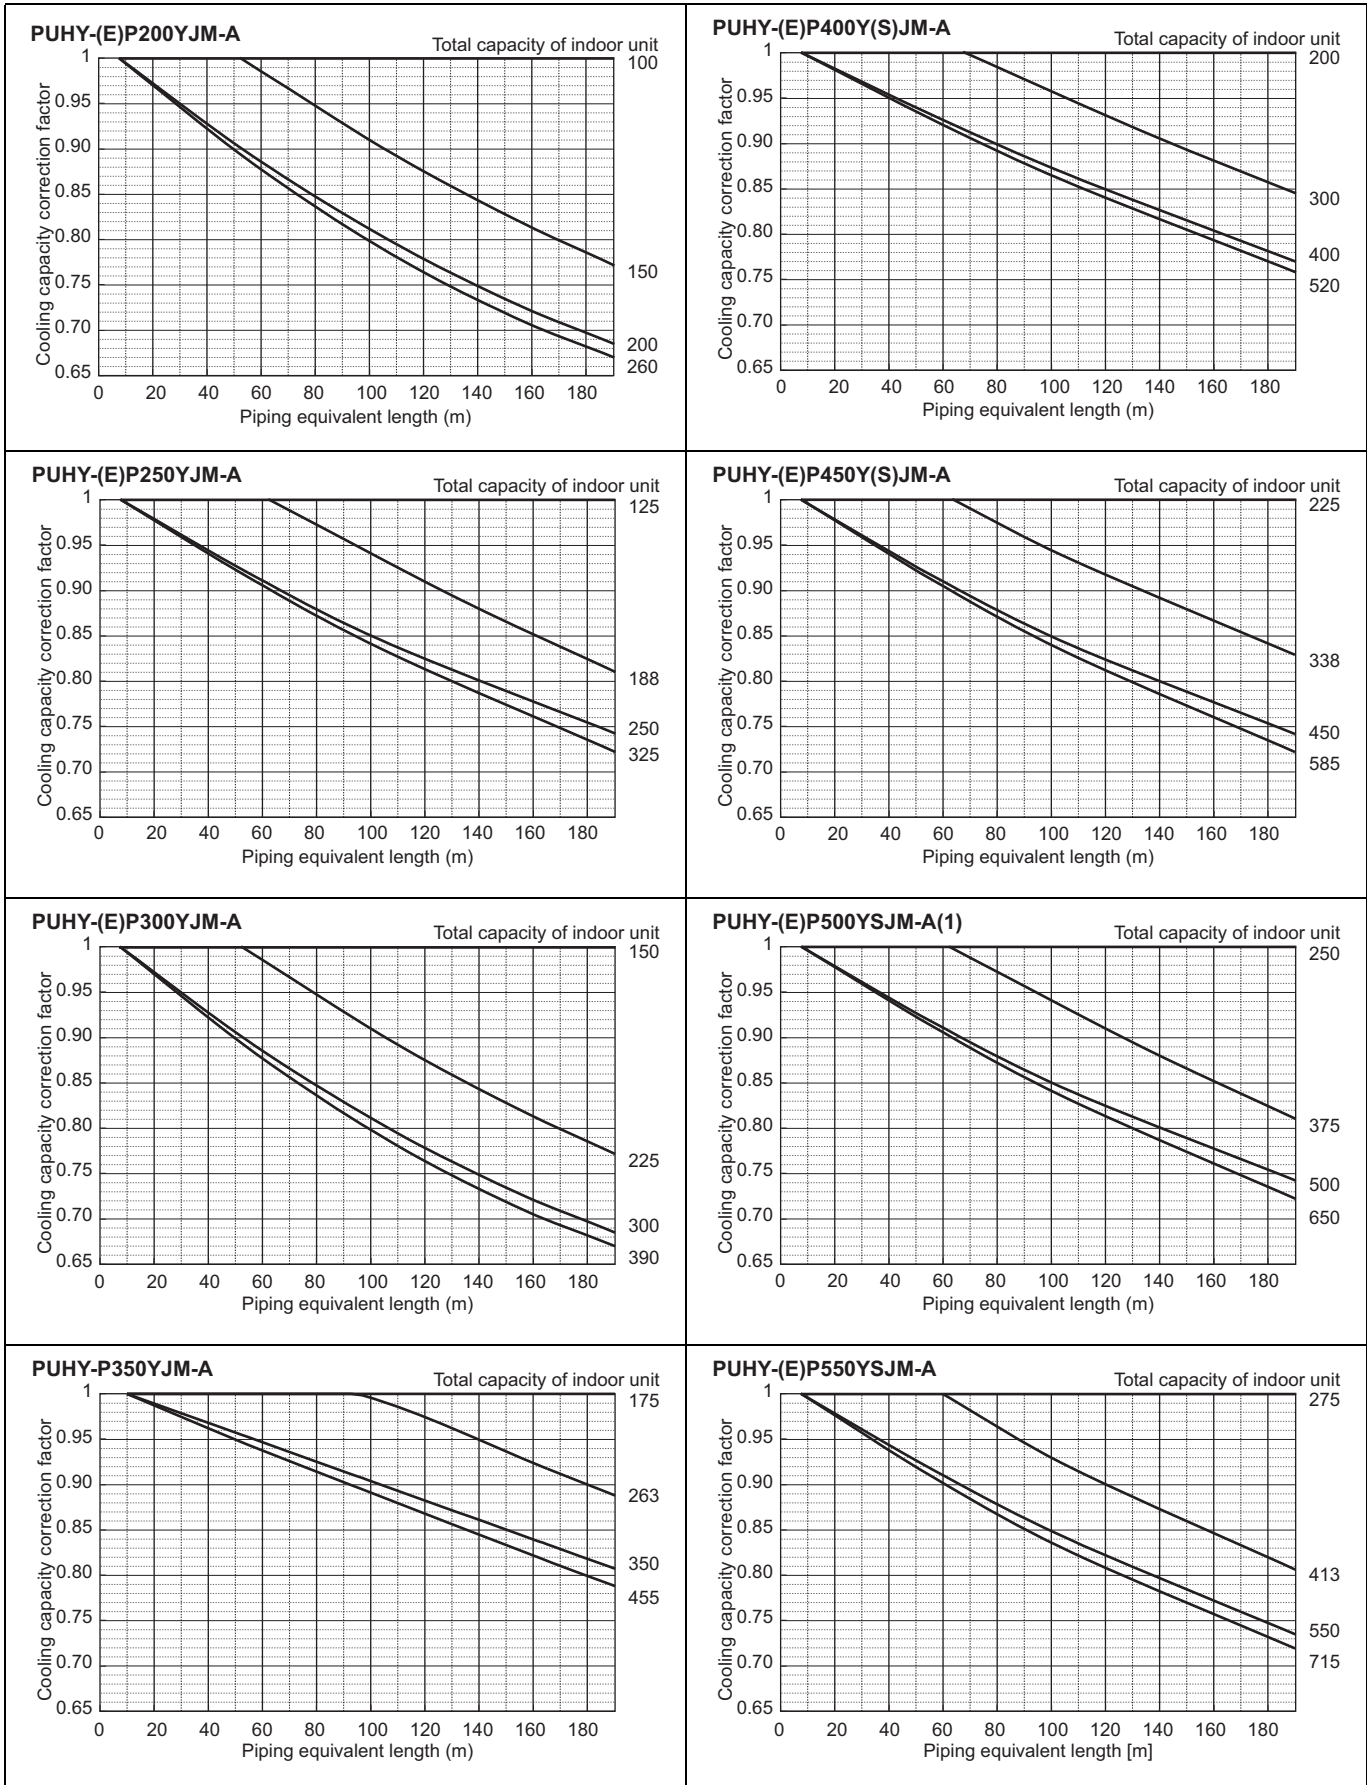 PUHY-(E)P200YJM-A
Total capacity of indoor unit
Cooling capacity correction factor
1
0.95
0.90
0.85
0.80
0.75
0.70
0.65
100
150
200
260
0 20 40 60 80 100 120 140 160 180
Piping equivalent length (m)
PUHY-(E)P400Y(S)JM-A
Total capacity of indoor unit
Cooling capacity correction factor
1
0.95
0.90
0.85
0.80
0.75
0.70
0.65
200
300
400
520
0 20 40 60 80 100 120 140 160 180
Piping equivalent length (m)
PUHY-(E)P250YJM-A
Total capacity of indoor unit
Cooling capacity correction factor
1
0.95
0.90
0.85
0.80
0.75
0.70
0.65
125
188
250
325
0 20 40 60 80 100 120 140 160 180
Piping equivalent length (m)
PUHY-(E)P450Y(S)JM-A
Total capacity of indoor unit
Cooling capacity correction factor
1
0.95
0.90
0.85
0.80
0.75
0.70
0.65
225
338
450
585
0 20 40 60 80 100 120 140 160 180
Piping equivalent length (m)
PUHY-(E)P300YJM-A
Total capacity of indoor unit
Cooling capacity correction factor
1
0.95
0.90
0.85
0.80
0.75
0.70
0.65
150
225
300
390
0 20 40 60 80 100 120 140 160 180
Piping equivalent length (m)
PUHY-(E)P500YSJM-A(1)
Total capacity of indoor unit
Cooling capacity correction factor
1
0.95
0.90
0.85
0.80
0.75
0.70
0.65
250
375
500
650
0 20 40 60 80 100 120 140 160 180
Piping equivalent length (m)
PUHY-P350YJM-A
Total capacity of indoor unit
Cooling capacity correction factor
1
0.95
0.90
0.85
0.80
0.75
0.70
0.65
175
263
350
455
0 20 40 60 80 100 120 140 160 180
Piping equivalent length (m)
PUHY-(E)P550YSJM-A
Total capacity of indoor unit
Cooling capacity correction factor
1
0.95
0.90
0.85
0.80
0.75
0.70
0.65
275
413
550
715
0 20 40 60 80 100 120 140 160 180
Piping equivalent length [m]